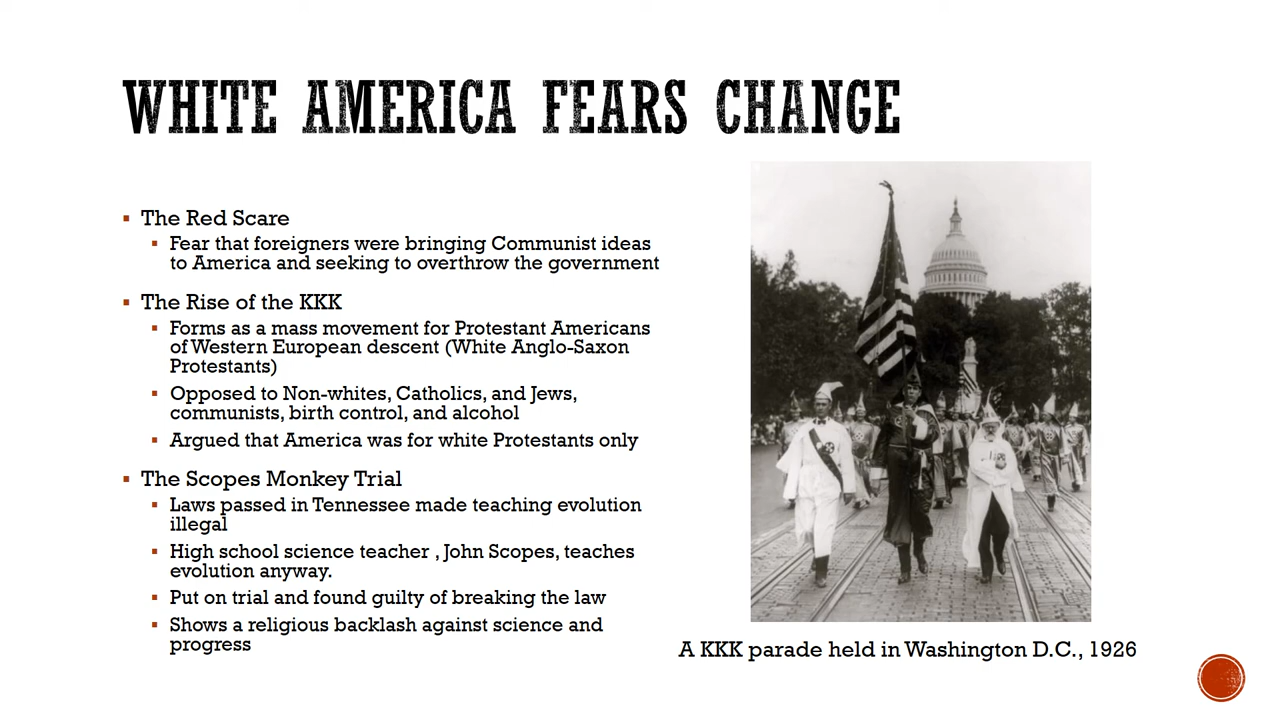 WHITE AMERICA FEARS CHANGE
The Red Scare
Fear that foreigners were bringing Communist ideas
to America and seeking to overthrow the government
The Rise of the KKK
Forms as a mass movement for Protestant Americans
of Western European descent (White Anglo-Saxon
Protestants)
Opposed to Non-whites, Catholics, and Jews,
communists, birth control, and alcohol
Argued that America was for white Protestants only
The Scopes Monkey Trial
Laws passed in Tennessee made teaching evolution
illegal
High school science teacher , John Scopes, teaches
evolution anyway.
Put on trial and found guilty of breaking the law
Shows a religious backlash against science and
progress
A KKK parade held in Washington D.C., 1926